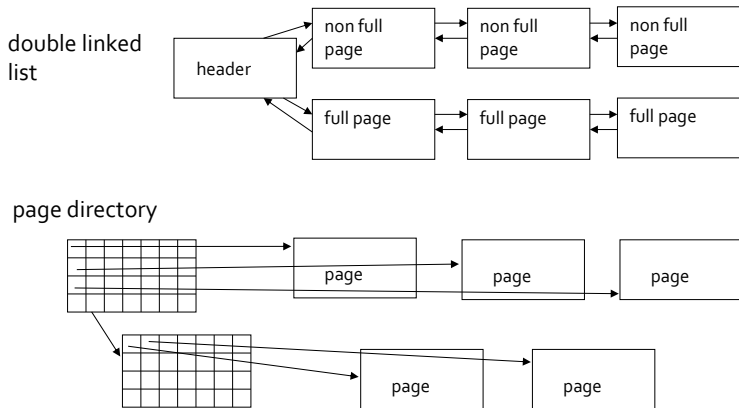 double linked
list
header
non full
page
non full
page
non full
page
full page
full page
full page
page directory
page
page
page
page
page